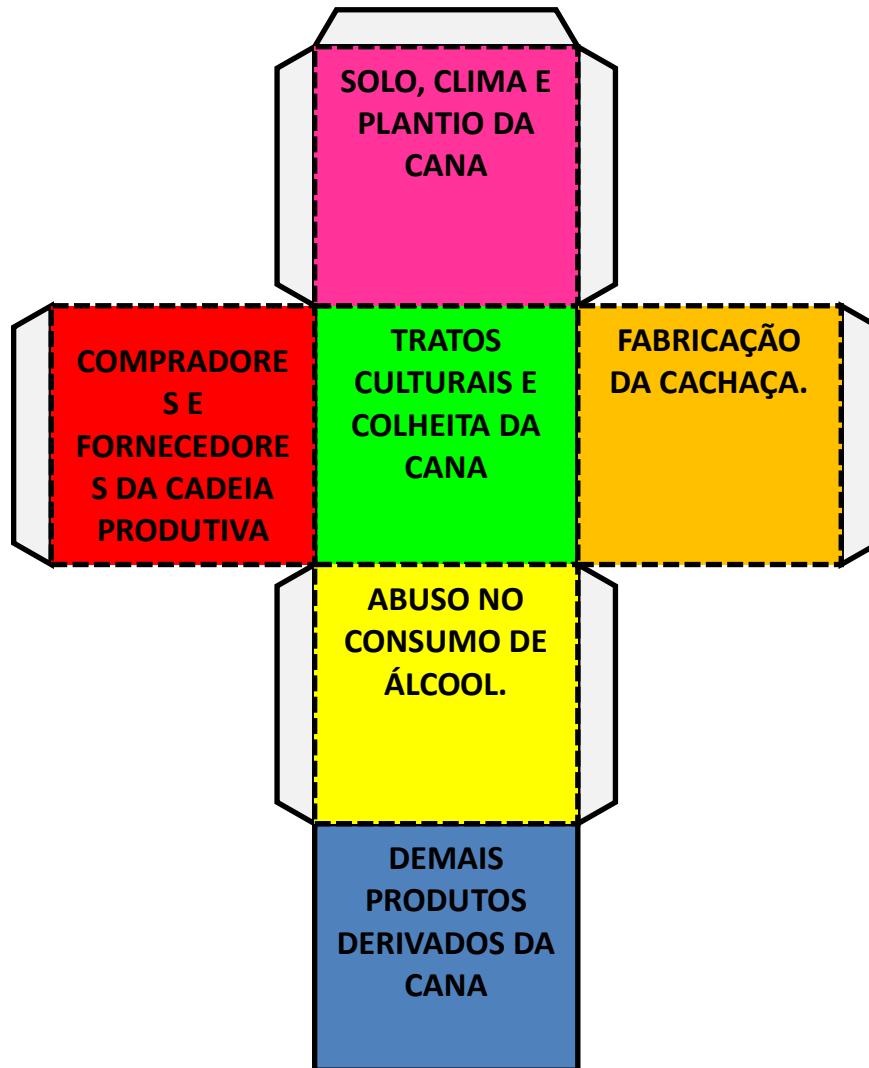 SOLO, CLIMA E
PLANTIO DA
CANA
COMPRADORE
S E
FORNECEDORE
S DA CADEIA
PRODUTIVA
TRATOS
CULTURAIS E
COLHEITA DA
CANA
FABRICAÇÃO
DA CACHAÇA.
ABUSO NO
CONSUMO DE
ÁLCOOL.
DEMAIS
PRODUTOS
DERIVADOS DA
CANA